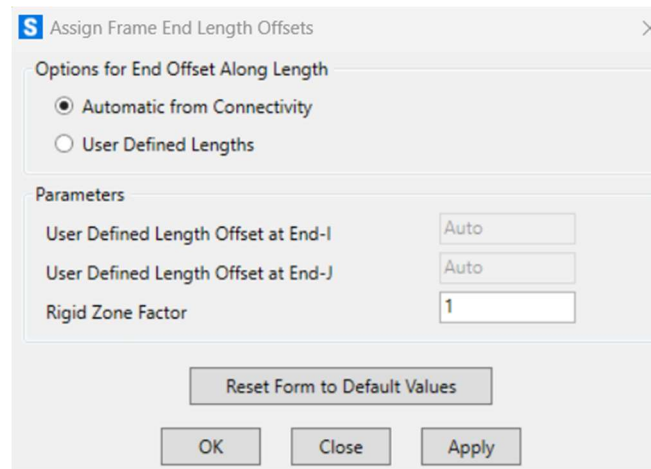 S Assign Frame End Length Offsets
Options for End Offset Along Length
Automatic from Connectivity
User Defined Lengths
Parameters
User Defined Length Offset at End-I Auto
User Defined Length Offset at End-J Auto
Rigid Zone Factor 1
Reset Form to Default Values
OK Close Apply